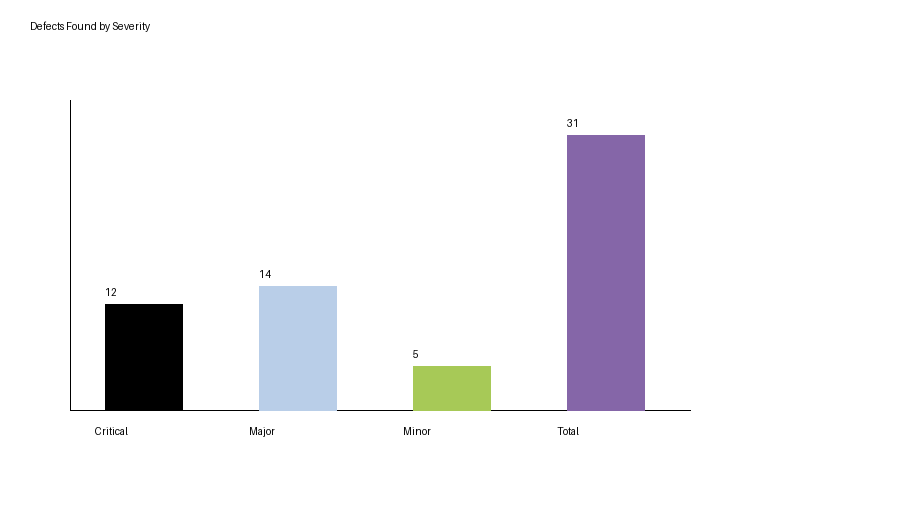 Defects Found by Severity
31
14
12
5
Critical Major Minor Total